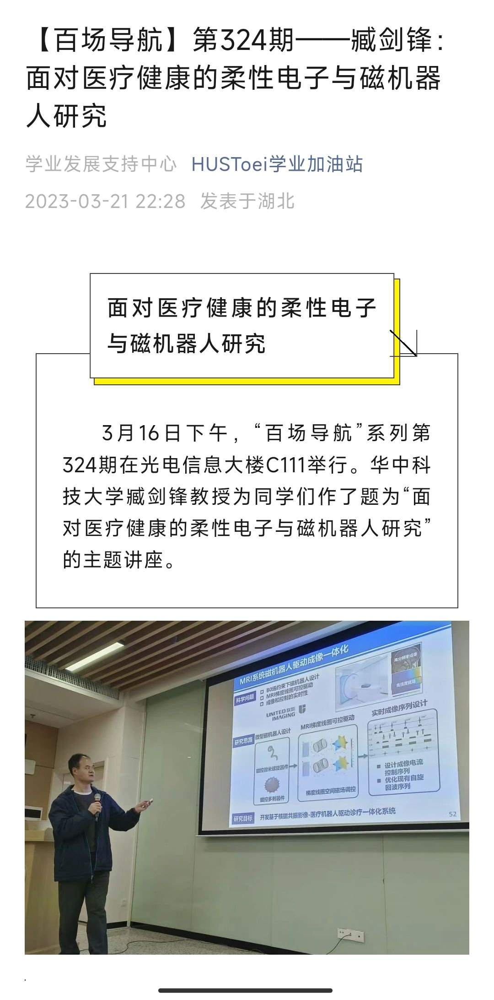 【百场导航】第324期——臧剑锋：
面对医疗健康的柔性电子与磁机器
人研究
学业发展支持中心 HUSToei学业加油站
2023-03-21 22:28 发表于湖北
面对医疗健康的柔性电子
与磁机器人研究
3月16日下午，“百场导航”系列第
324期在光电信息大楼C111举行。华中科
技大学臧剑锋教授为同学们作了题为“面
对医疗健康的柔性电子与磁机器人研究”
的主题讲座。
MRI系统磁机器人驱动成像一体化
科学问题
B0场约束下磁机器人设计
MRI梯度线圈可控驱动
成像和控制的实时性
UNITED 联影
IMAGING
高分辨率成像
高强度磁场
研究思路
微型磁机器人设计
磁控微米螺旋器件
磁控多刺器件
MRI梯度线圈可控驱动
梯度线圈空间磁场调控
实时成像序列设计
设计成像电流
控制序列
优化现有自旋
回波序列
研究目标
开发基于核磁共振影像-医疗机器人驱动诊疗一体化系统
52